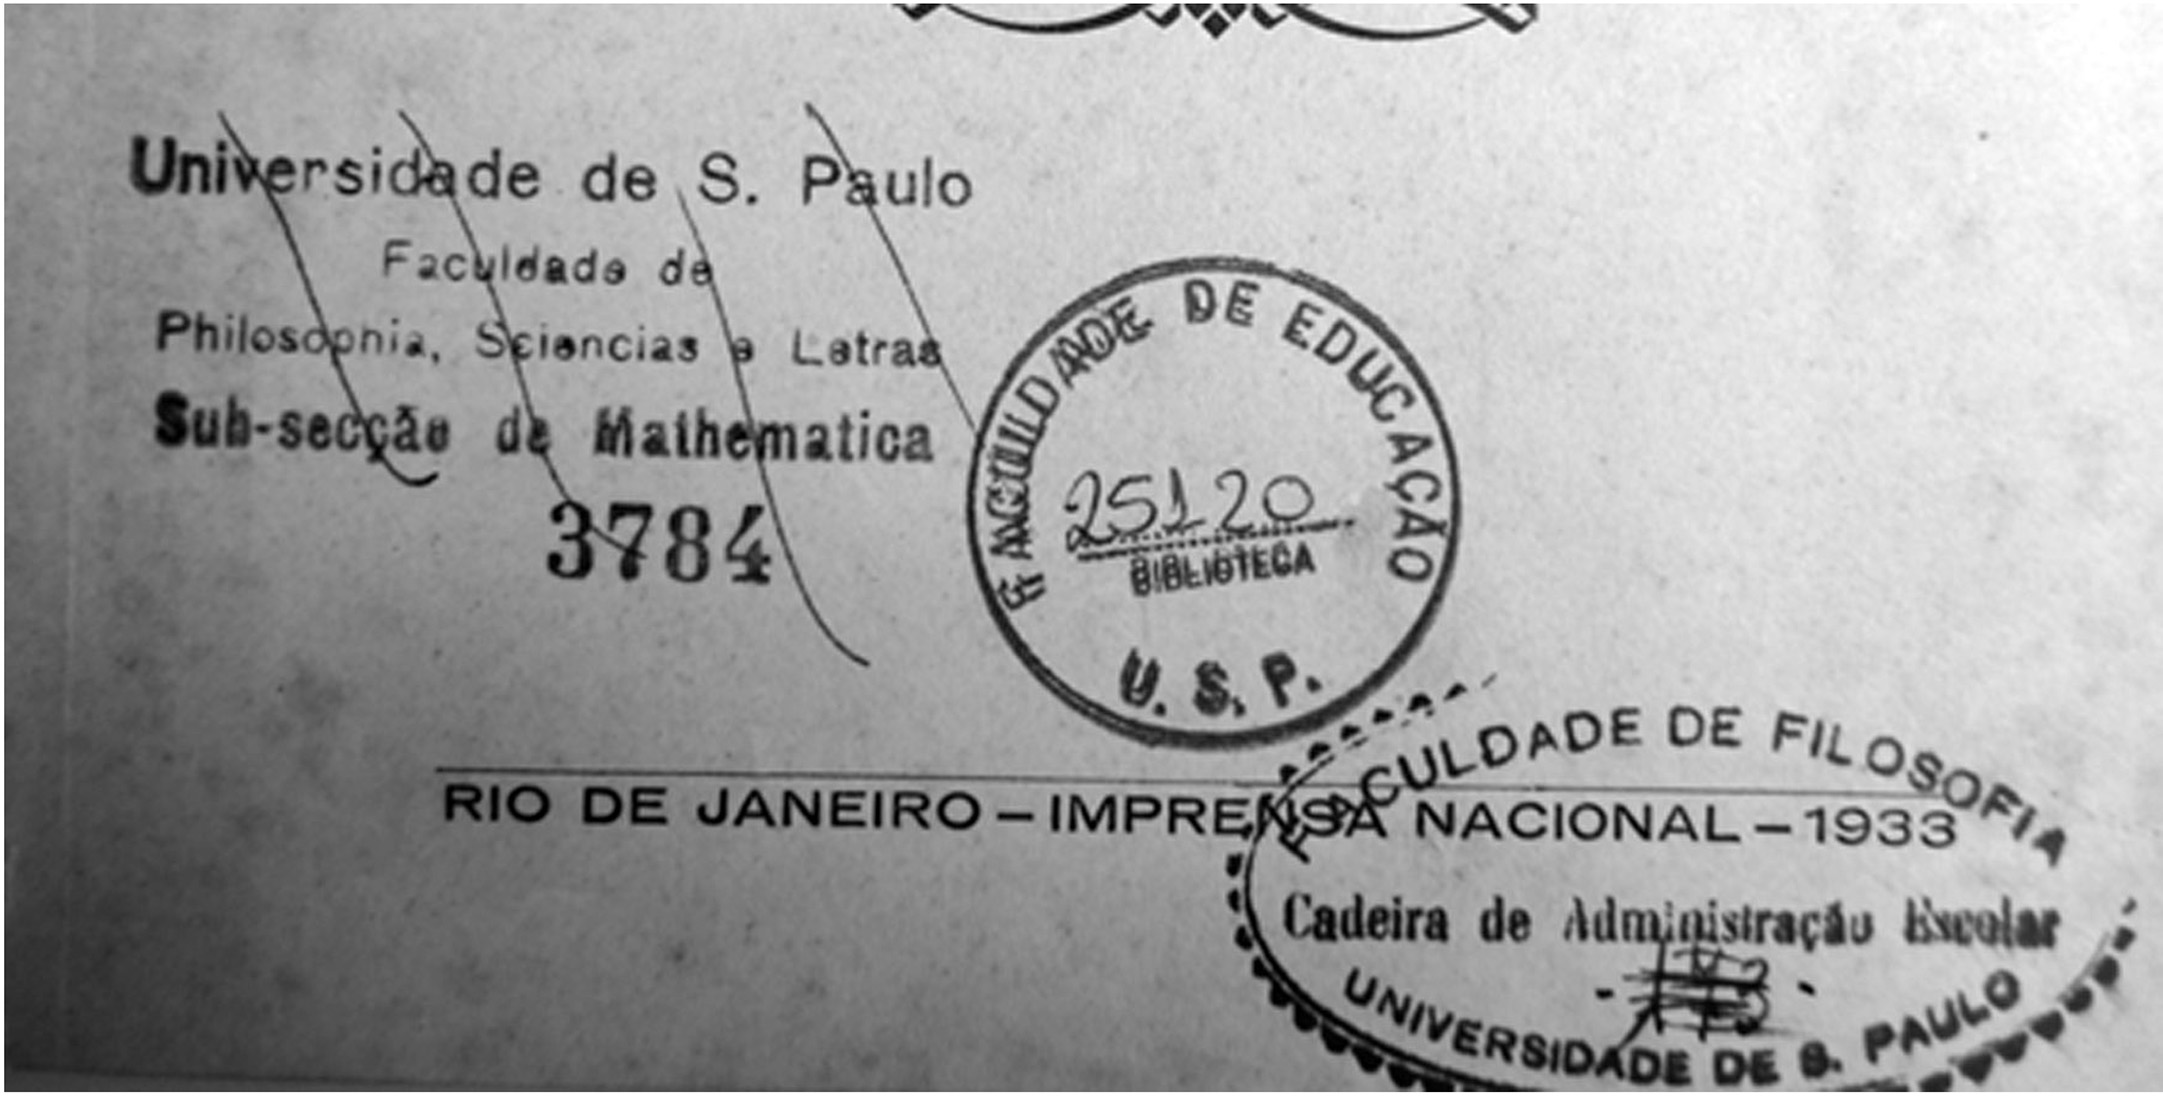 Universidade de S. Paulo
Faculdade de
Philosophia, Sciencias e Letras
Sub-secção de Mathematica
3784
FACULDADE DE EDUCAÇÃO
25120
BIBLIOTECA
U. S. P.
RIO DE JANEIRO – IMPRENSA NACIONAL – 1933
FACULDADE DE FILOSOFIA
Cadeira de Administração Escolar
UNIVERSIDADE DE S. PAULO